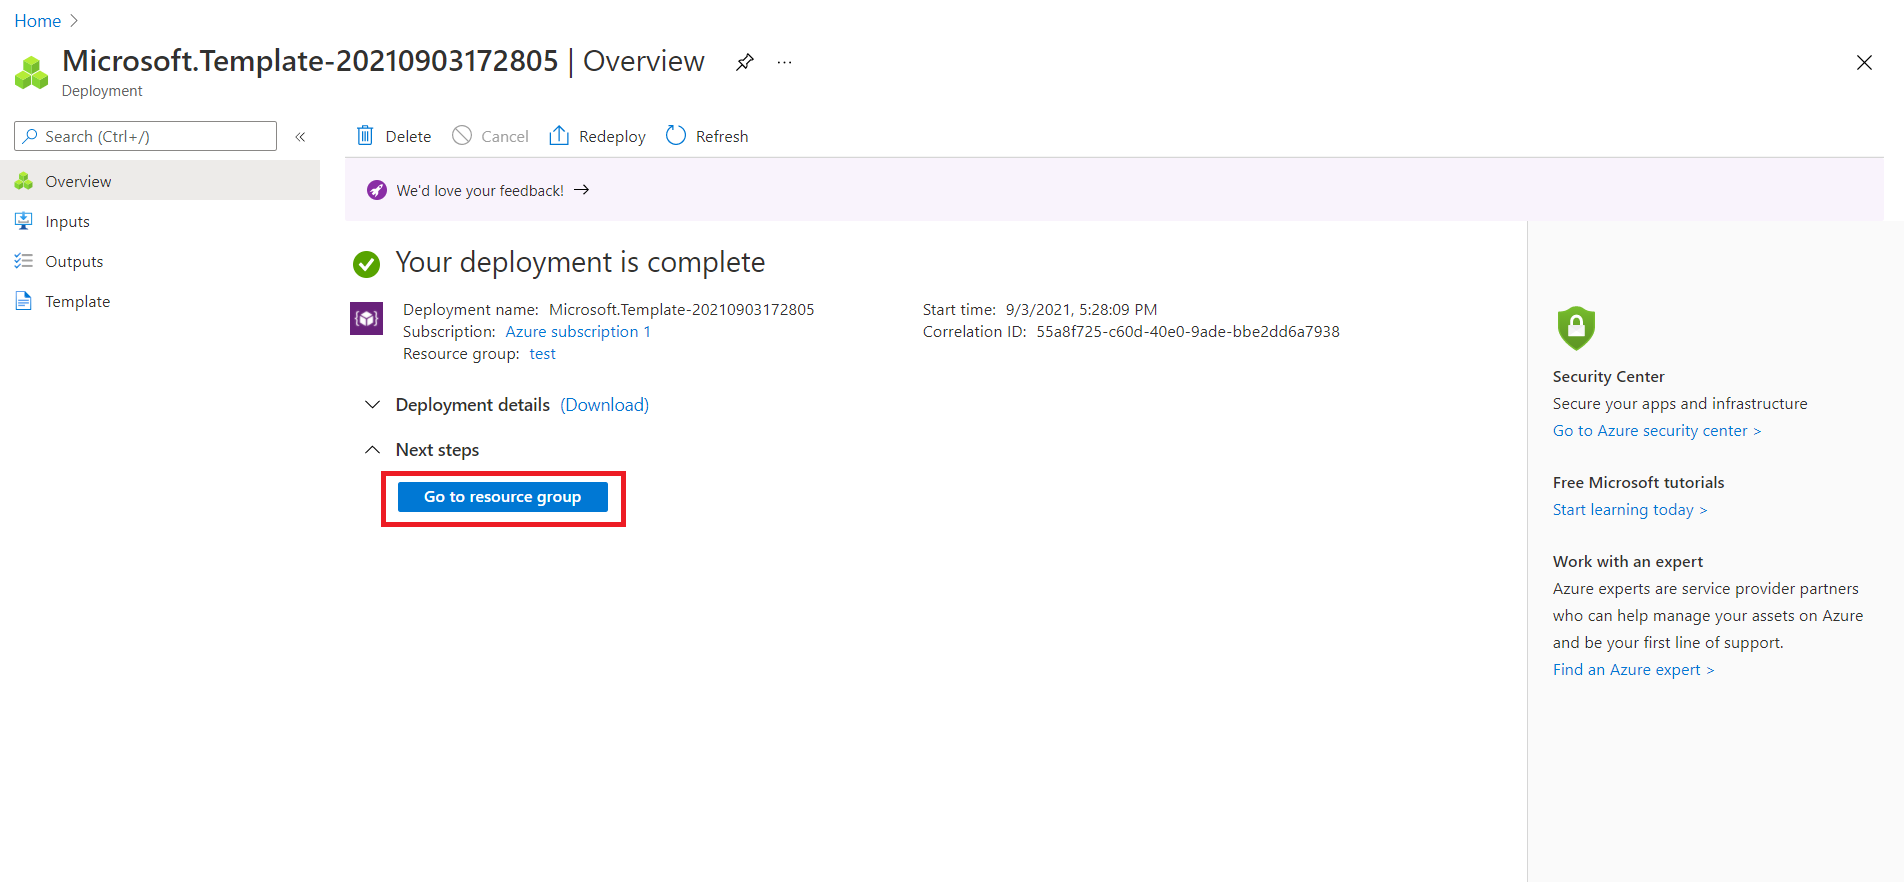 Home
Microsoft.Template-20210903172805 | Overview
Deployment
Search (Ctrl+/)
Overview
Inputs
Outputs
Template
Delete Cancel Redeploy Refresh
We'd love your feedback! →
Your deployment is complete
Deployment name: Microsoft.Template-20210903172805
Subscription: Azure subscription 1
Resource group: test
Start time: 9/3/2021, 5:28:09 PM
Correlation ID: 55a8f725-c60d-40e0-9ade-bbe2dd6a7938
Deployment details (Download)
Next steps
Go to resource group
Security Center
Secure your apps and infrastructure
Go to Azure security center >
Free Microsoft tutorials
Start learning today >
Work with an expert
Azure experts are service provider partners
who can help manage your assets on Azure
and be your first line of support.
Find an Azure expert >